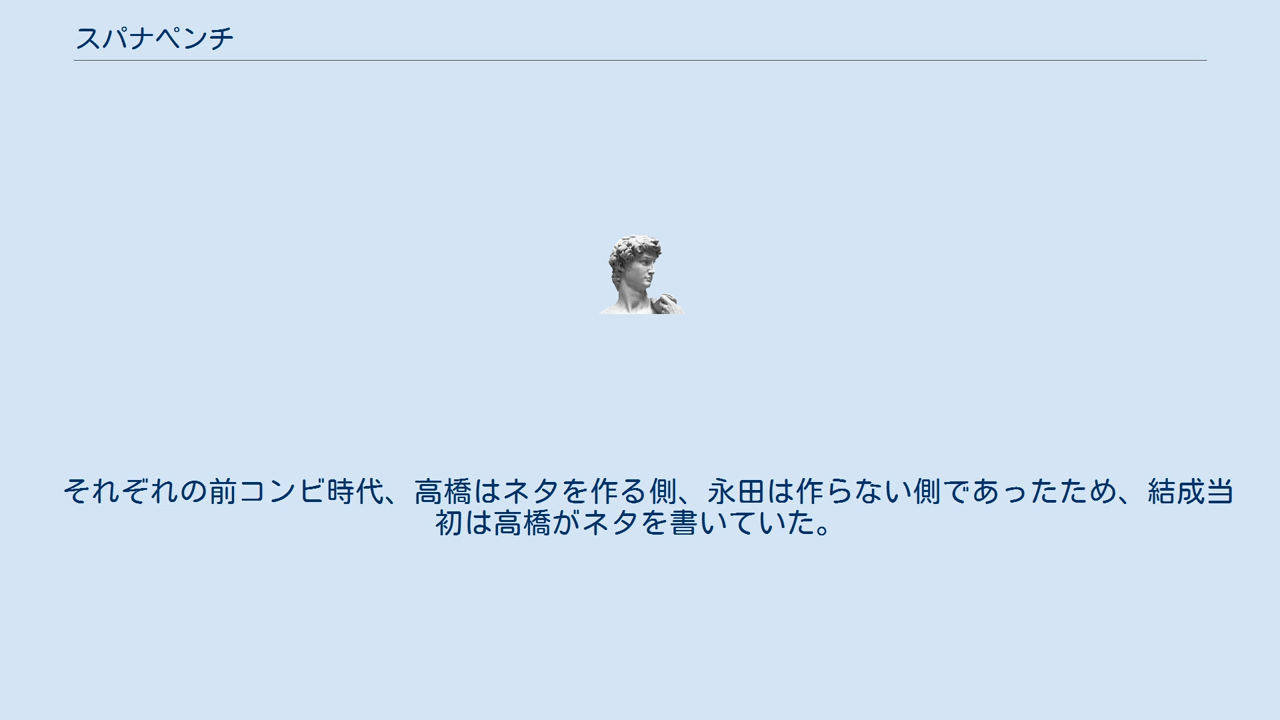 スパナペンチ
それぞれの前コンビ時代、高橋はネタを作る側、永田は作らない側であったため、結成当
初は高橋がネタを書いていた。